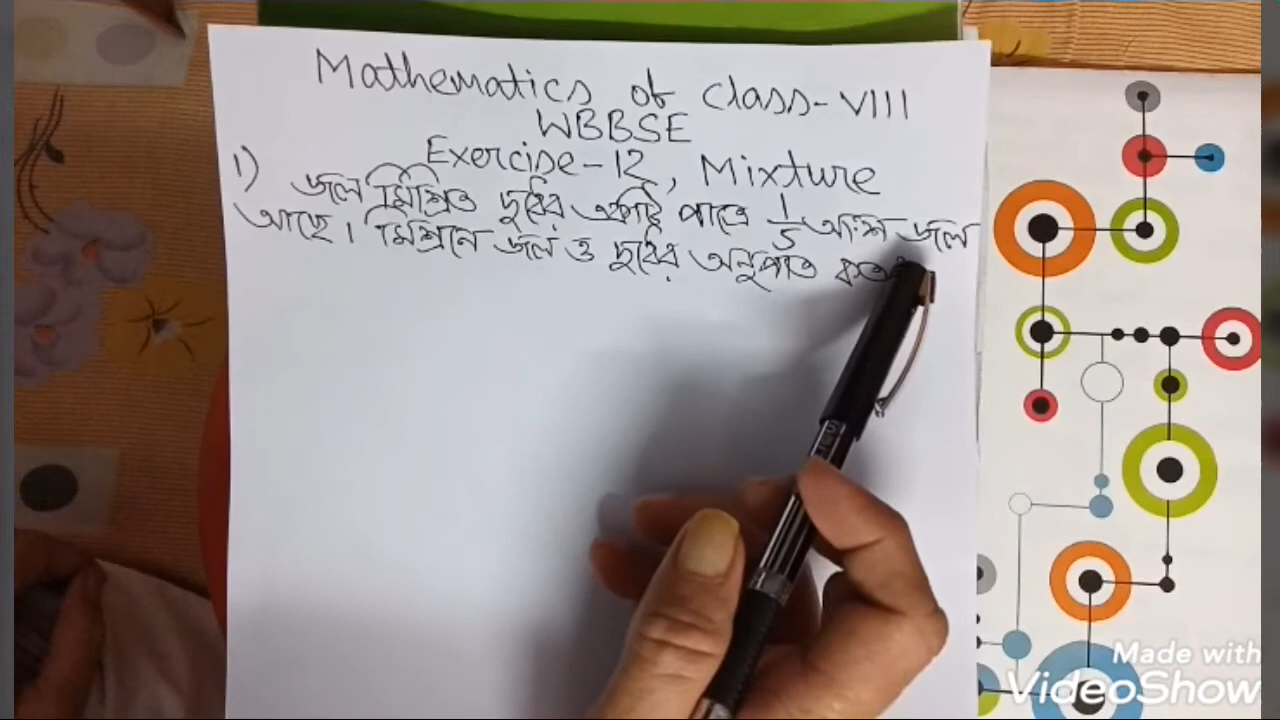 Mathematics of Class-VIII
WBBSE
Exercise-12, Mixture
1) জল মিশ্রিত দুধের একটি পাত্রে 1/5 অংশ জল
আছে। মিশ্রনে জল ও দুধের অনুপাত কত?
Made with
VideoShow